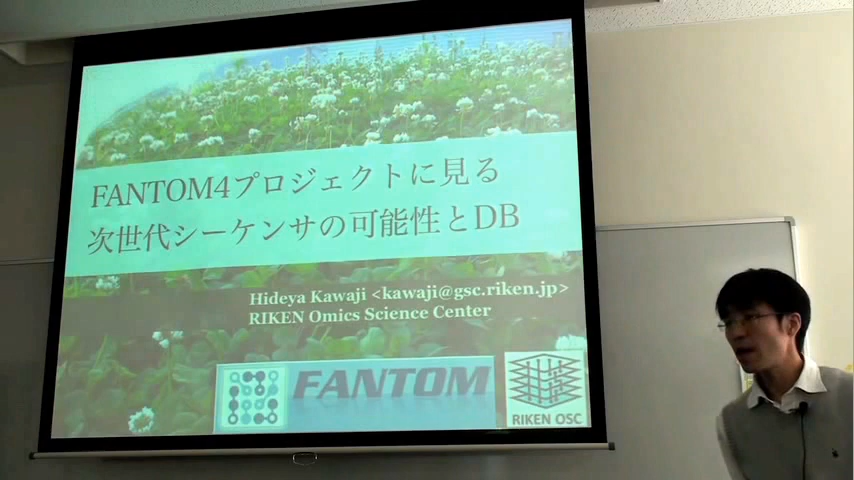 FANTOM4プロジェクトに見る
次世代シーケンサの可能性とDB
Hideya Kawaji <kawaji@gsc.riken.jp>
RIKEN Omics Science Center
FANTOM
RIKEN OSC